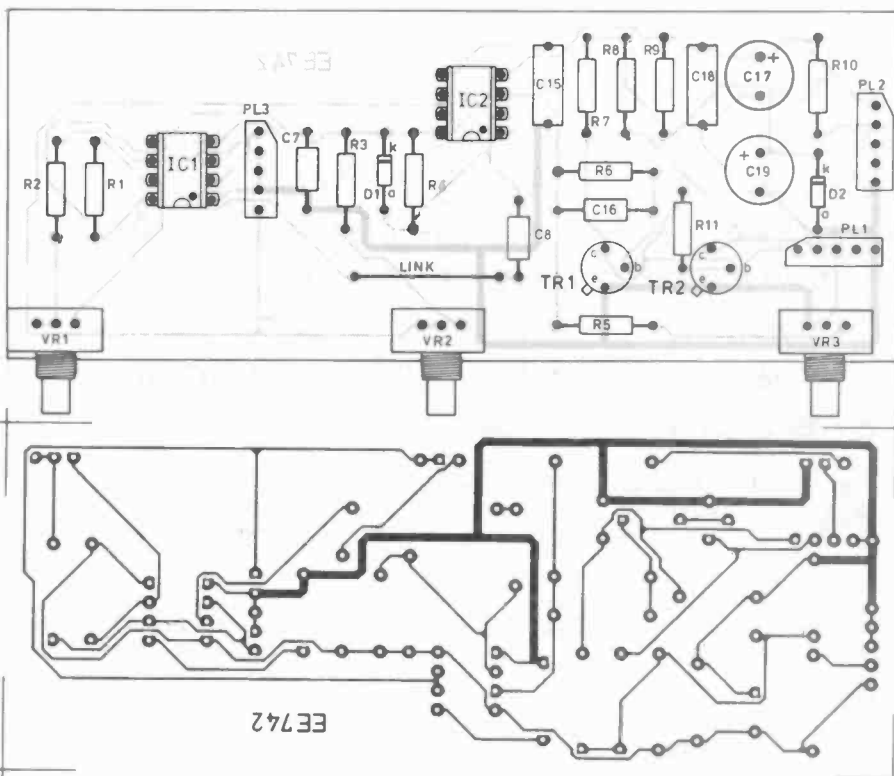 EE742
R8 R9 R10
C15 C18 C17 +
PL2
IC2
PL3
R7
C7 R3 k R4
IC1
R2 R1
D1
a
R6
+ C19 k
D2
a
C16
R11
C8
PL1
c b e
c b e
LINK
TR1 TR2
R5
VR1 VR2 VR3
EE742